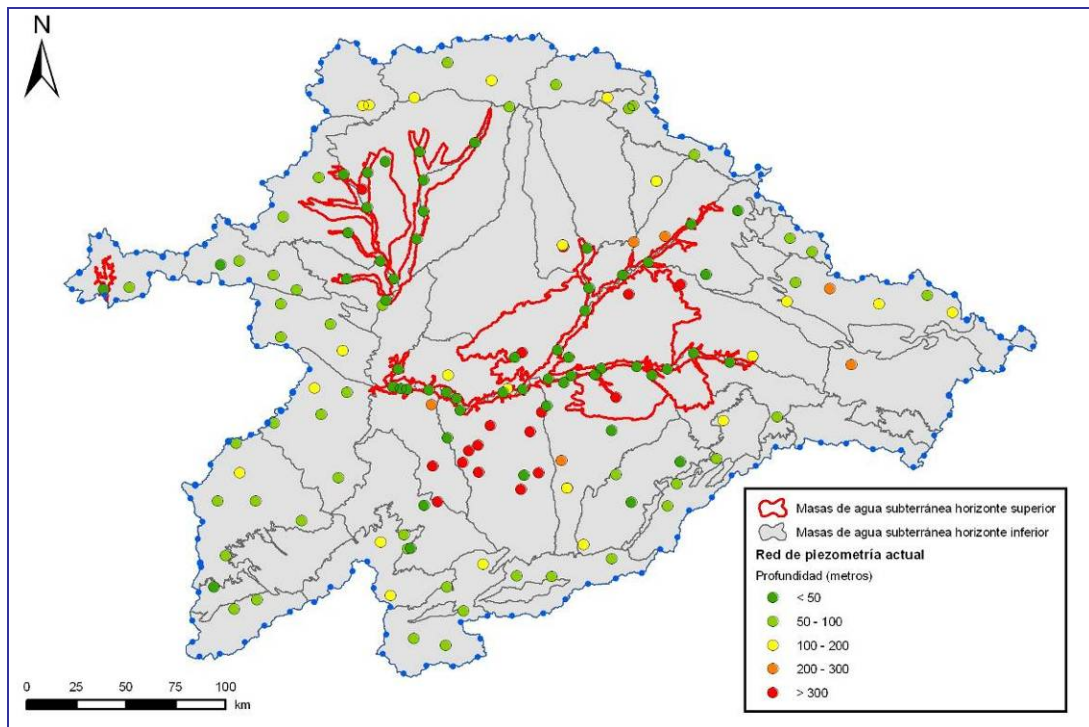 N
Masas de agua subterránea horizonte superior
Masas de agua subterránea horizonte inferior
Red de piezometría actual
Profundidad (metros)
< 50
50 - 100
100 - 200
200 - 300
> 300
0 25 50 75 100
km